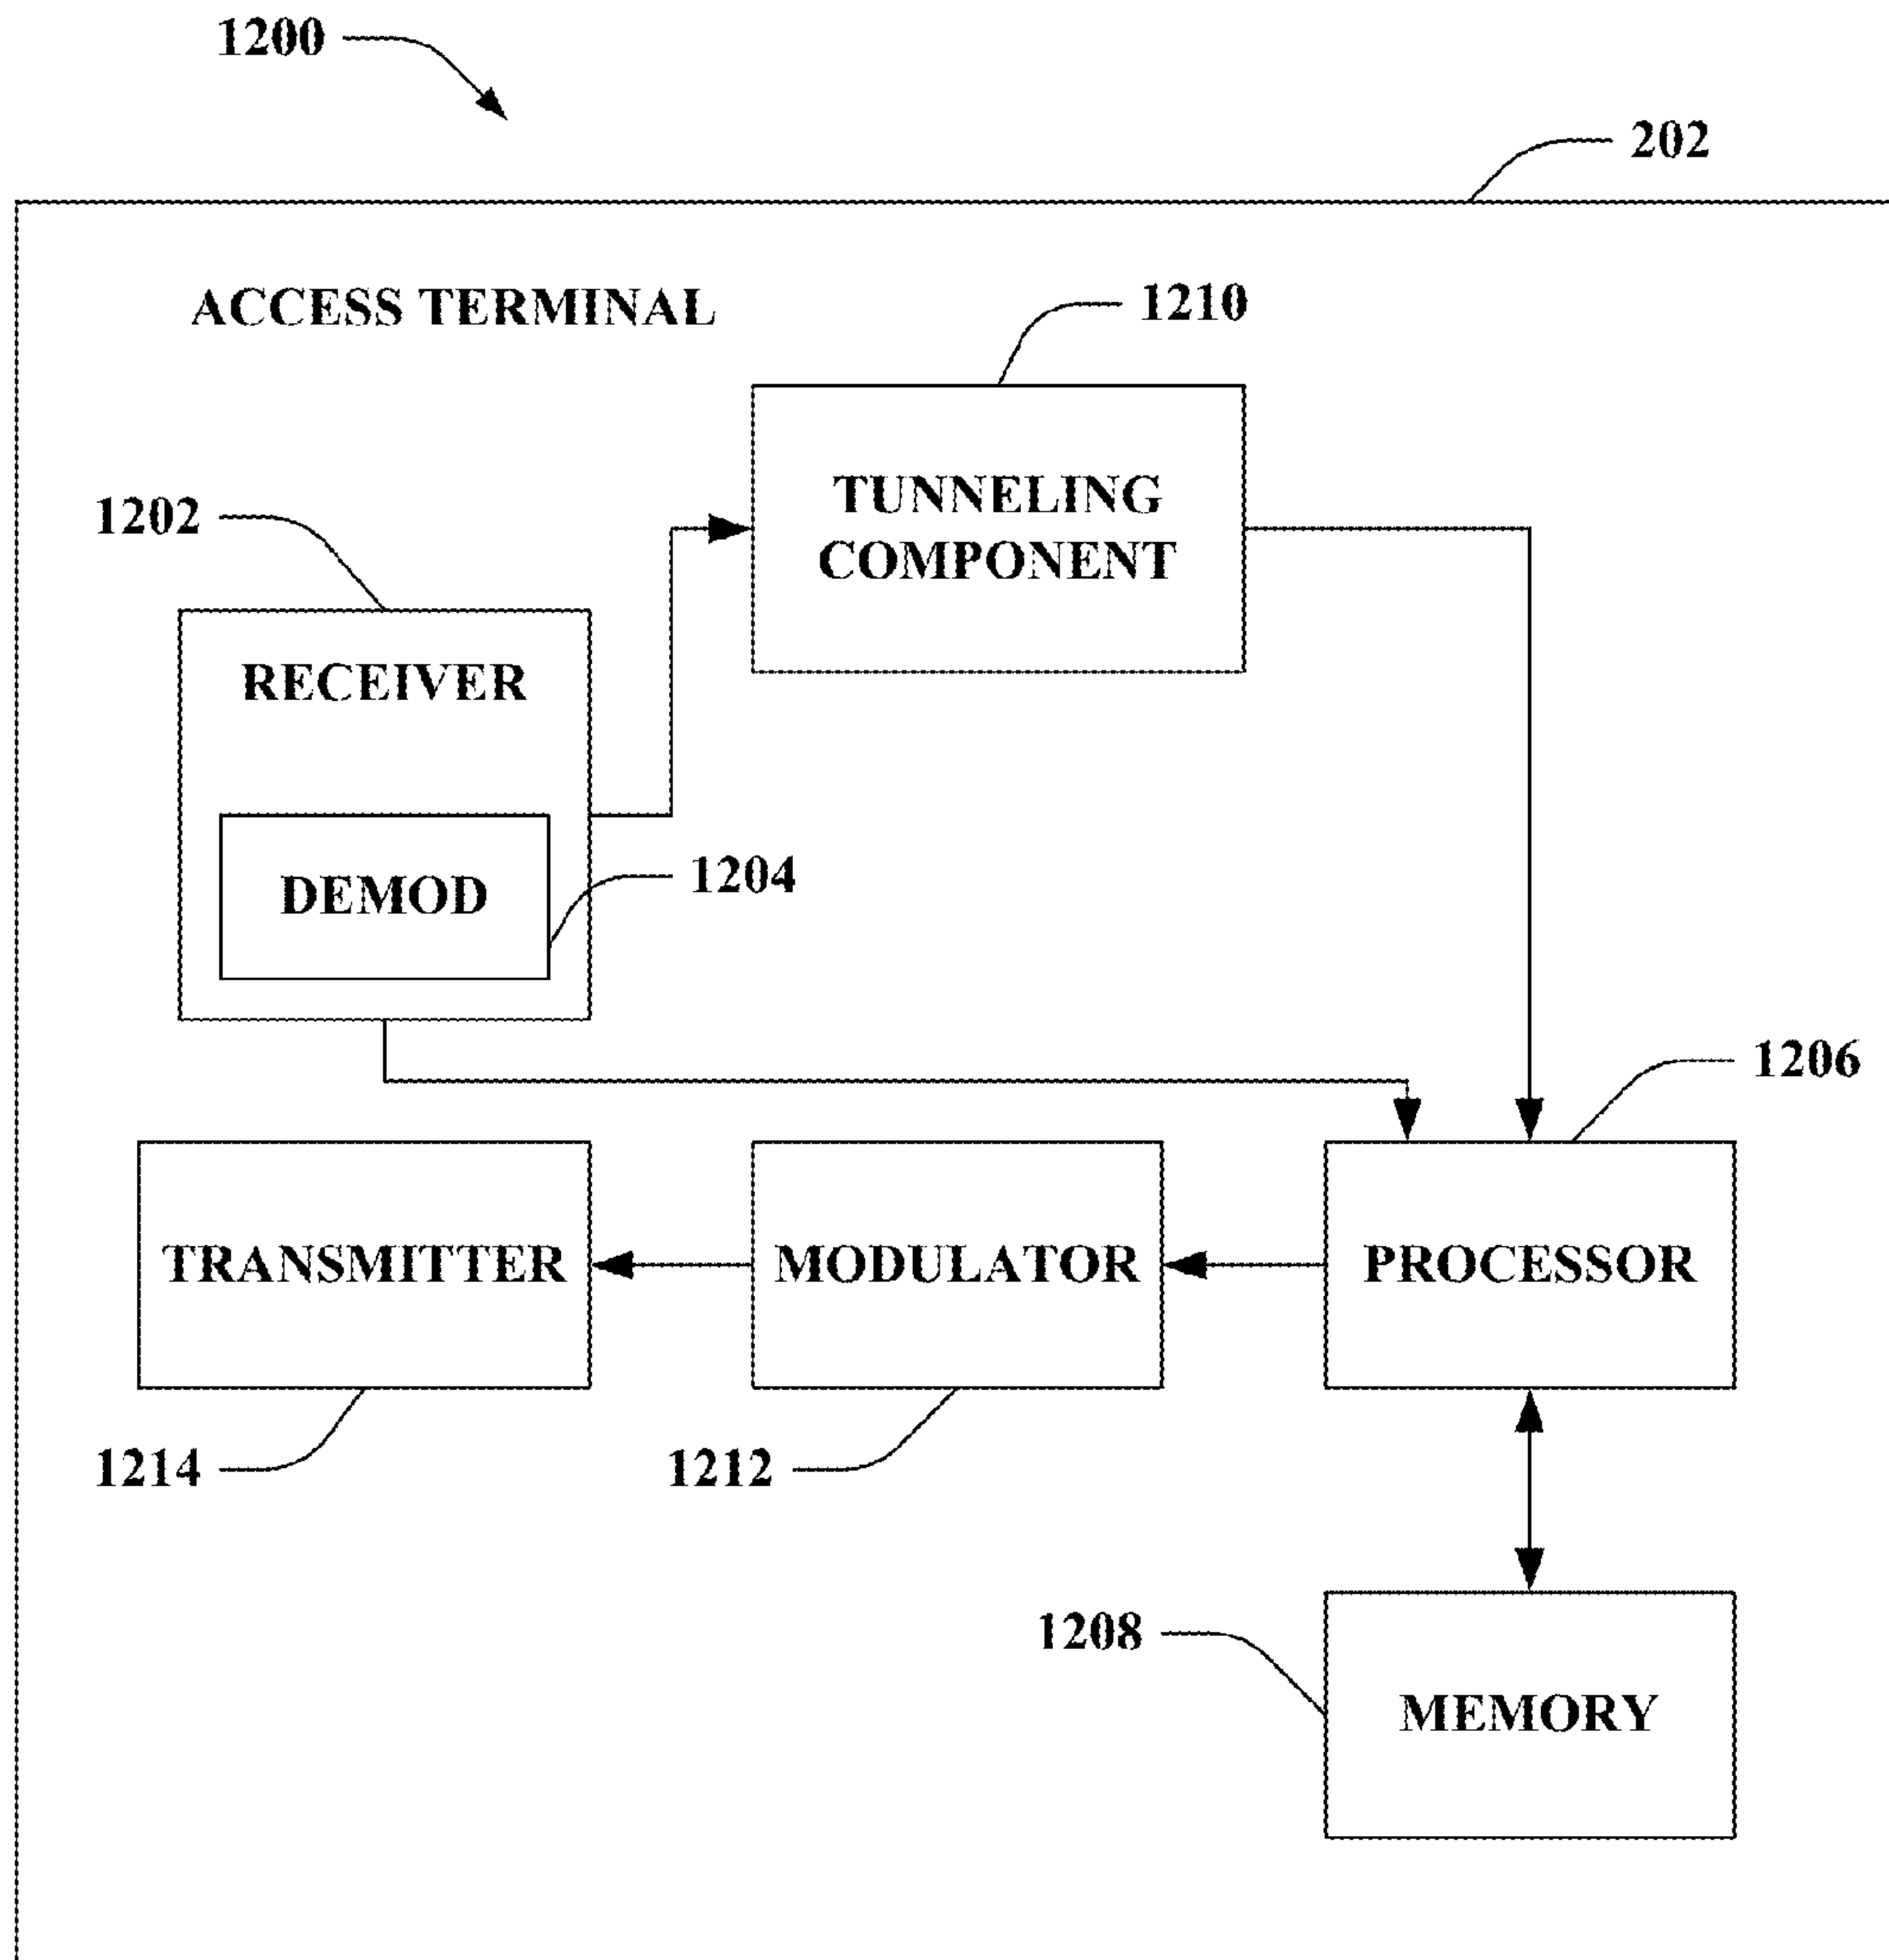 1200
202
ACCESS TERMINAL
1210
TUNNELING
COMPONENT
1202
RECEIVER
DEMOD
1204
1206
TRANSMITTER
MODULATOR
PROCESSOR
1214
1212
1208
MEMORY